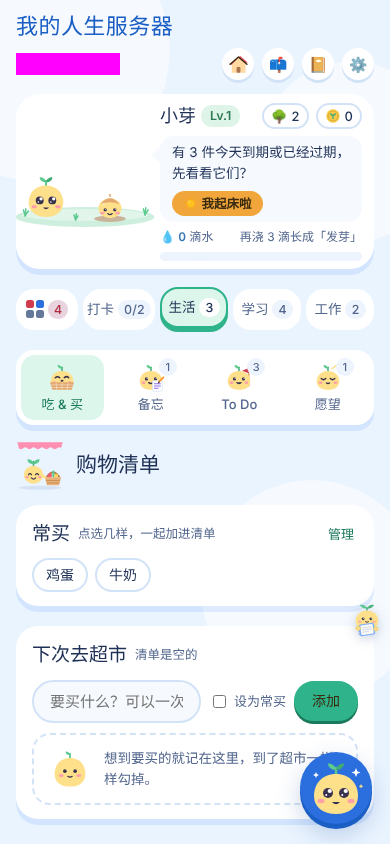 我的人生服务器
小芽 Lv.1 2 0
有 3 件今天到期或已经过期，
先看看它们？
我起床啦
0 滴水 再浇 3 滴长成「发芽」
4 打卡 0/2 生活 3 学习 4 工作 2
1 3 1
吃 & 买 备忘 To Do 愿望
购物清单
常买 点选几样，一起加进清单 管理
鸡蛋 牛奶
下次去超市 清单是空的
要买什么？可以一次 设为常买 添加
想到要买的就记在这里，到了超市一
样勾掉。